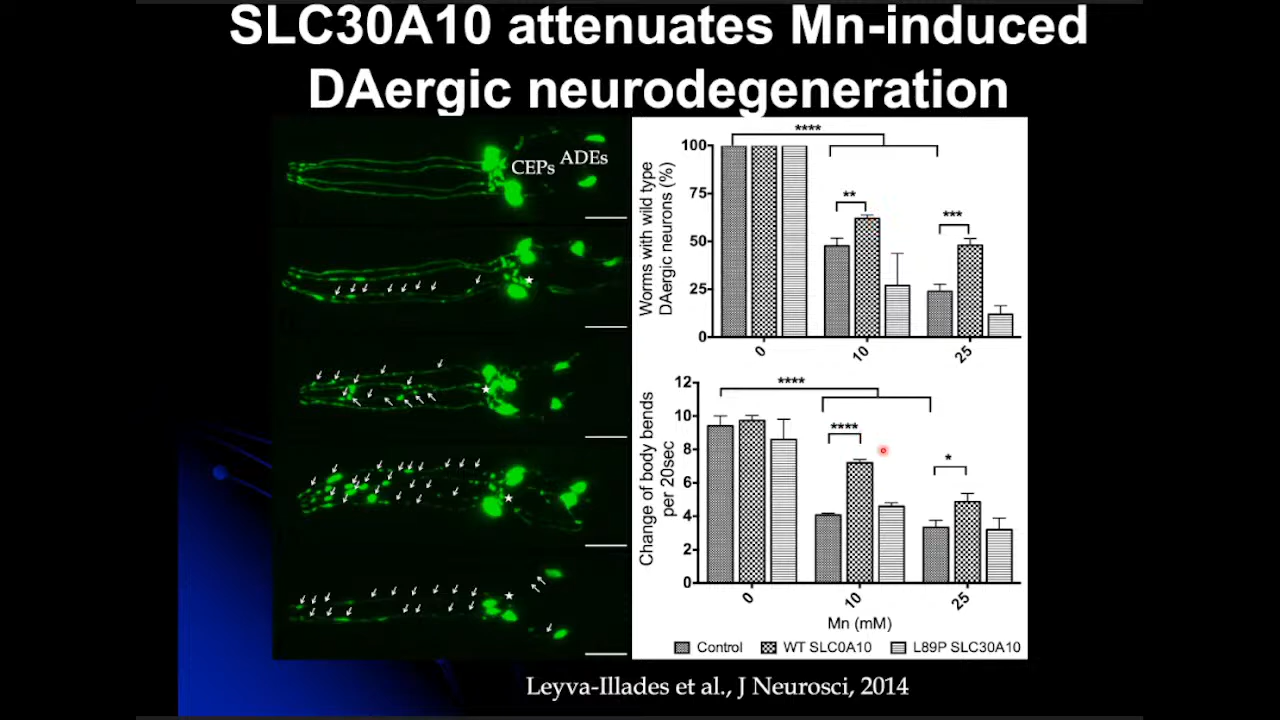 SLC30A10 attenuates Mn-induced
DAergic neurodegeneration
CEPs
ADEs
Worms with wild type
DAergic neurons (%)
100
75
50
25
0
****
**
***
0
10
25
Change of body bends
per 20sec
12
10
8
6
4
2
0
****
****
*
0
10
25
Mn (mM)
Control
WT SLC0A10
L89P SLC30A10
Leyva-Illades et al., J Neurosci, 2014